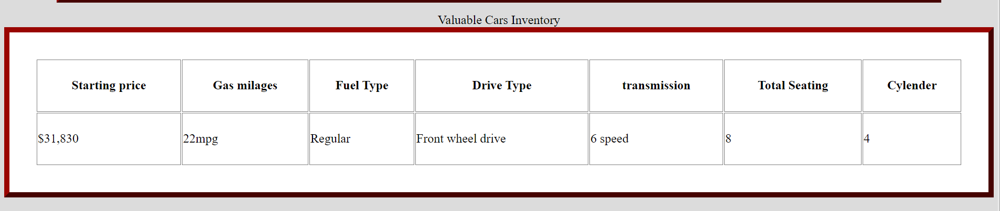 Valuable Cars Inventory
Starting price Gas milages Fuel Type Drive Type transmission Total Seating Cylender
$31,830 22mpg Regular Front wheel drive 6 speed 8 4